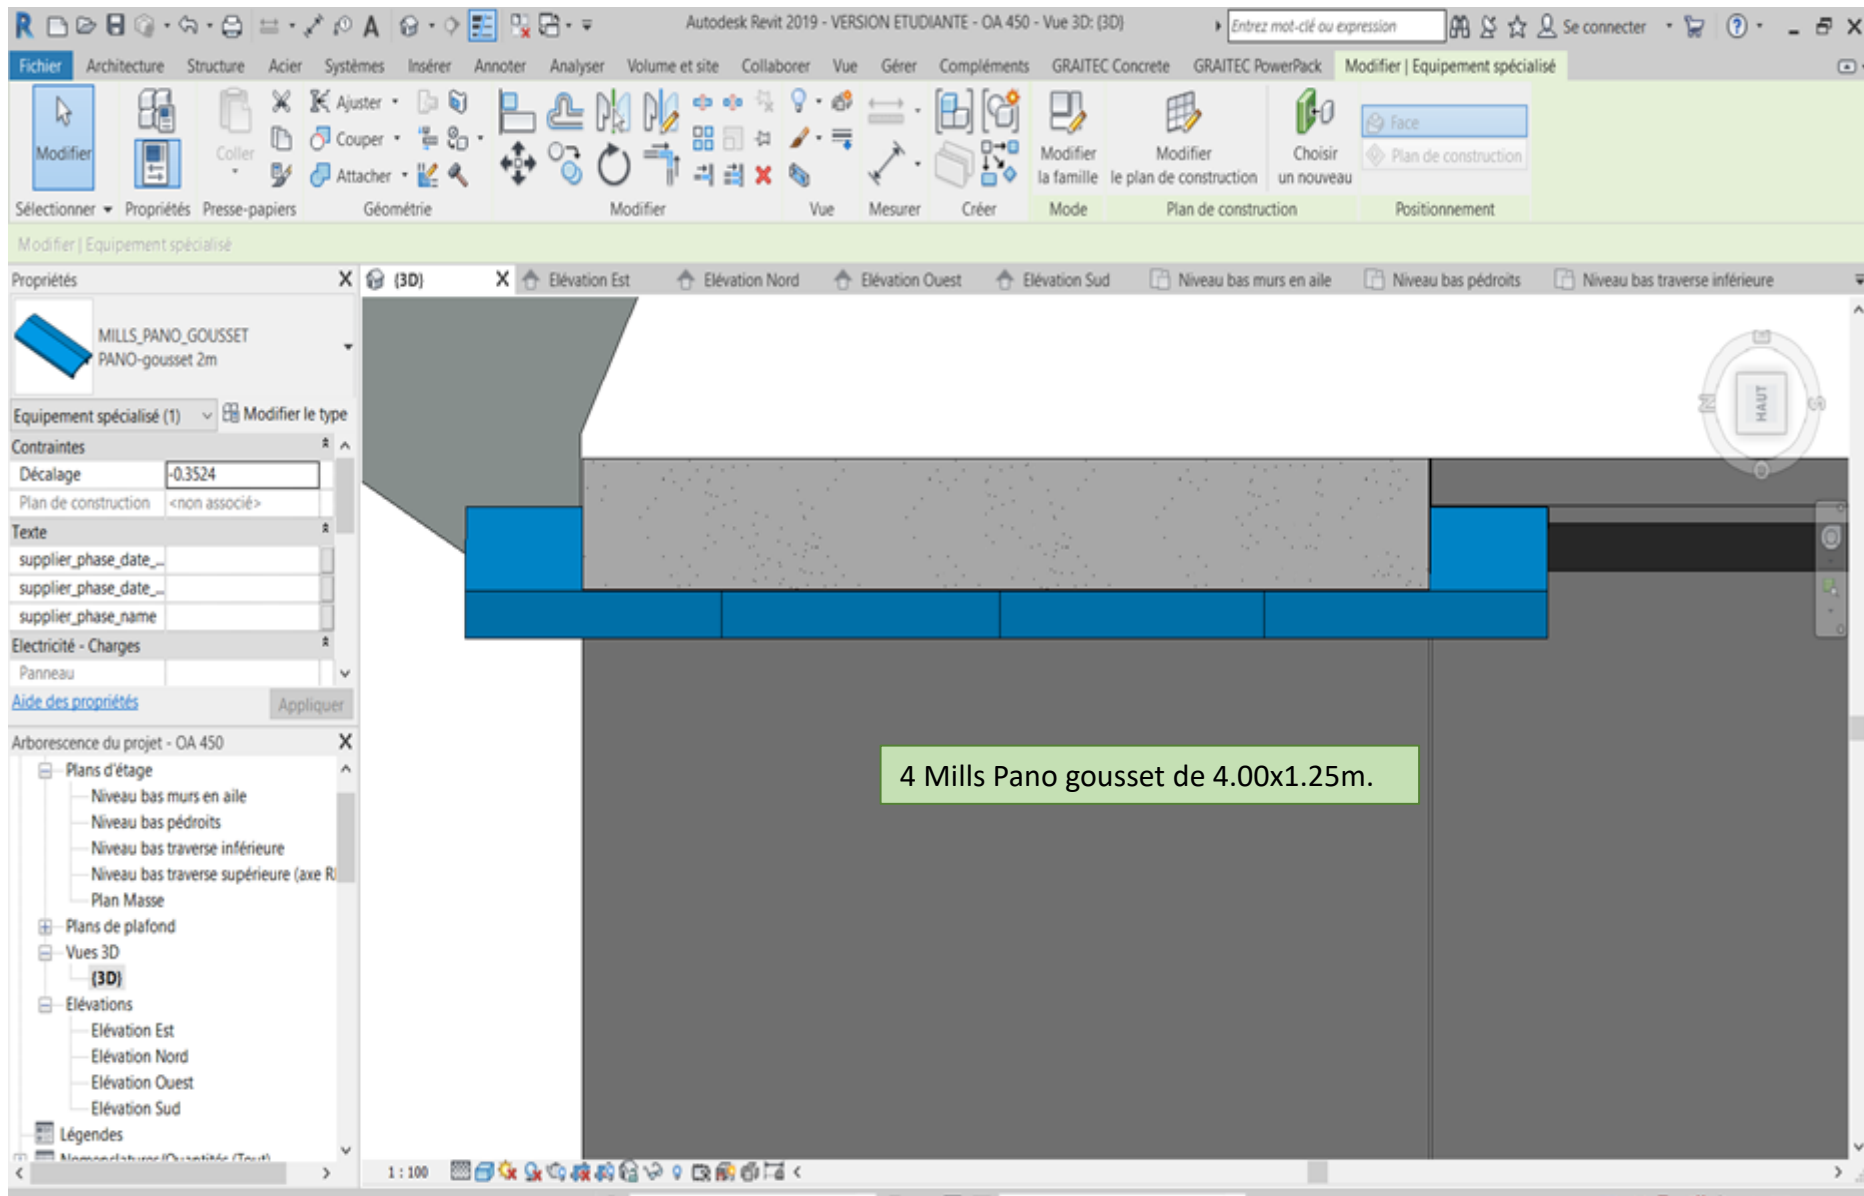 Autodesk Revit 2019 - VERSION ETUDIANTE - OA 450 - Vue 3D: {3D}
Entrez mot-clé ou expression
Se connecter
Fichier Architecture Structure Acier Systèmes Insérer Annoter Analyser Volume et site Collaborer Vue Gérer Compléments GRAITEC Concrete GRAITEC PowerPack Modifier | Equipement spécialisé
Modifier
Coller
Ajuster
Couper
Attacher
Modifier
la famille
Modifier
le plan de construction
Choisir
un nouveau
Face
Plan de construction
Sélectionner Propriétés Presse-papiers Géométrie Modifier Vue Mesurer Créer Mode Plan de construction Positionnement
Modifier | Equipement spécialisé
Propriétés
{3D} Elévation Est Elévation Nord Elévation Ouest Elévation Sud Niveau bas murs en aile Niveau bas pédroits Niveau bas traverse inférieure
MILLS_PANO_GOUSSET
PANO-gousset 2m
Equipement spécialisé (1) Modifier le type
Contraintes
Décalage -0.3524
Plan de construction <non associé>
Texte
supplier_phase_date_...
supplier_phase_date_...
supplier_phase_name
Electricité - Charges
Panneau
Aide des propriétés Appliquer
HAUT
N
S
E
O
4 Mills Pano gousset de 4.00x1.25m.
Arborescence du projet - OA 450
Plans d'étage
Niveau bas murs en aile
Niveau bas pédroits
Niveau bas traverse inférieure
Niveau bas traverse supérieure (axe R
Plan Masse
Plans de plafond
Vues 3D
{3D}
Elévations
Elévation Est
Elévation Nord
Elévation Ouest
Elévation Sud
Légendes
Nomenclatures/Quantités (Tout)
1 : 100